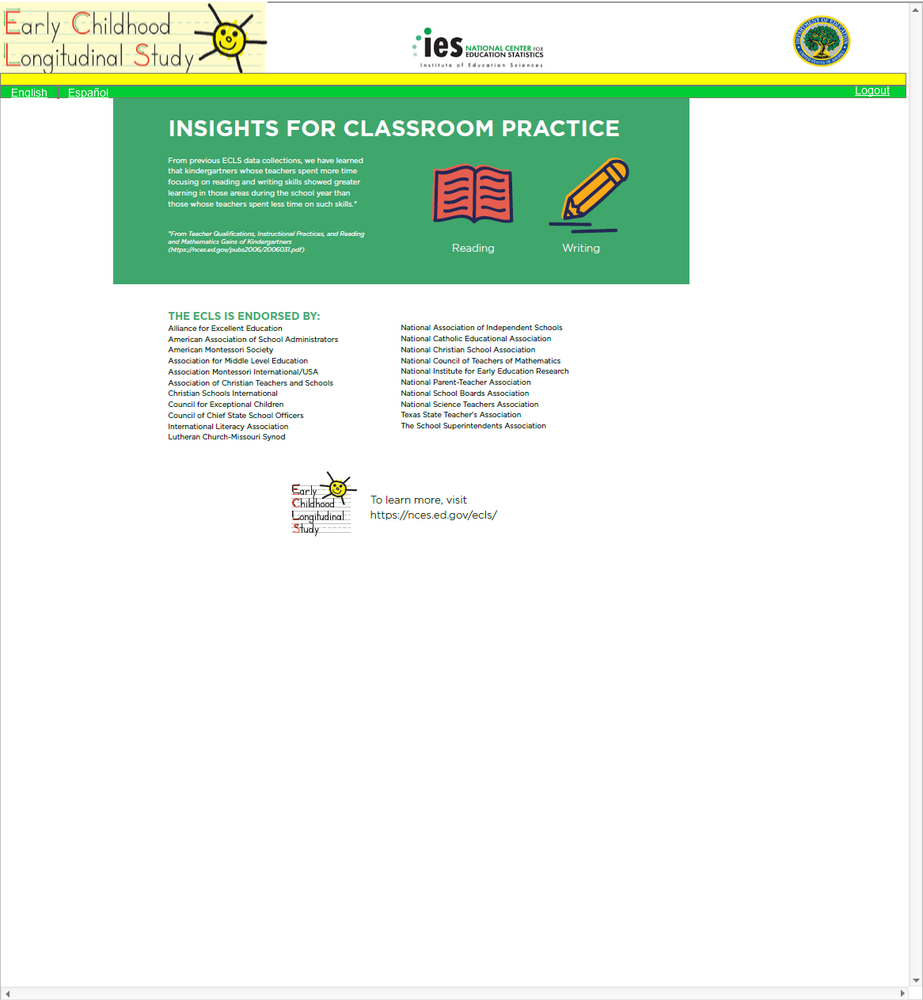 Early Childhood
Longitudinal Study
ies NATIONAL CENTER FOR
EDUCATION STATISTICS
Institute of Education Sciences
DEPARTMENT OF EDUCATION
UNITED STATES OF AMERICA
English | Español
Logout
INSIGHTS FOR CLASSROOM PRACTICE
From previous ECLS data collections, we have learned
that kindergartners whose teachers spent more time
focusing on reading and writing skills showed greater
learning in those areas during the school year than
those whose teachers spent less time on such skills.*
*From Teacher Qualifications, Instructional Practices, and Reading
and Mathematics Gains of Kindergartners
(https://nces.ed.gov/pubs2006/2006031.pdf)
Reading
Writing
THE ECLS IS ENDORSED BY:
Alliance for Excellent Education
American Association of School Administrators
American Montessori Society
Association for Middle Level Education
Association Montessori International/USA
Association of Christian Teachers and Schools
Christian Schools International
Council for Exceptional Children
Council of Chief State School Officers
International Literacy Association
Lutheran Church-Missouri Synod
National Association of Independent Schools
National Catholic Educational Association
National Christian School Association
National Council of Teachers of Mathematics
National Institute for Early Education Research
National Parent-Teacher Association
National School Boards Association
National Science Teachers Association
Texas State Teacher's Association
The School Superintendents Association
Early
Childhood
Longitudinal
Study
To learn more, visit
https://nces.ed.gov/ecls/